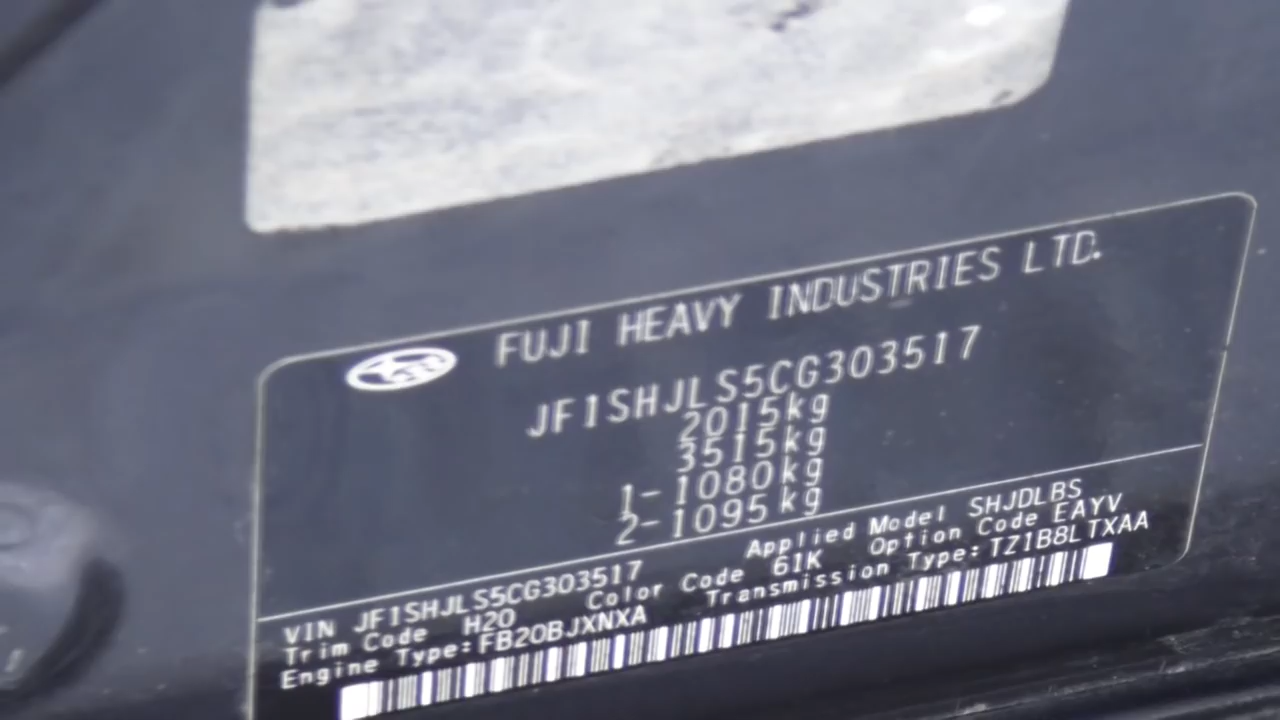 FUJI HEAVY INDUSTRIES LTD.
JF1SHJLS5CG303517
2015kg
3515kg
1-1080kg
2-1095kg
VIN JF1SHJLS5CG303517 Applied Model SHJDLBS
Trim Code H20 Color Code 61K Option Code EAYV
Engine Type:FB20BJXNXA Transmission Type:TZ1B8LTXAA